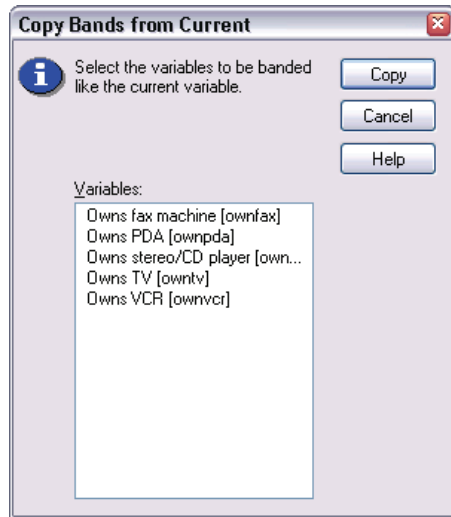 Copy Bands from Current
Select the variables to be banded
like the current variable.
Copy
Cancel
Help
Variables:
Owns fax machine [ownfax]
Owns PDA [ownpda]
Owns stereo/CD player [own...
Owns TV [owntv]
Owns VCR [ownvcr]